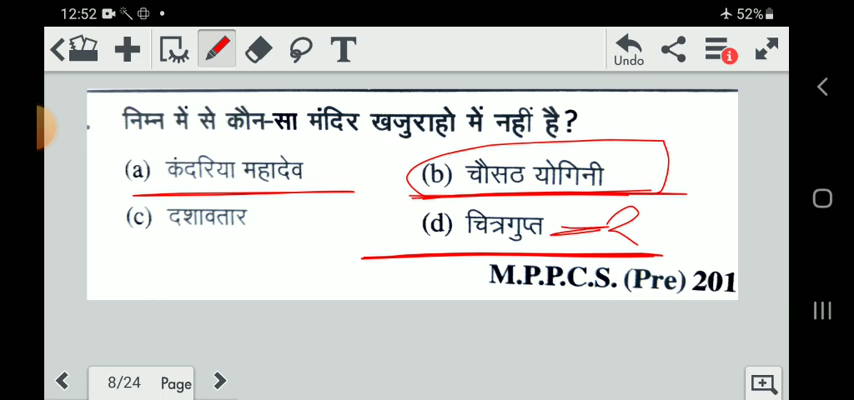 12:52
52%
T
Undo
i
. निम्न में से कौन-सा मंदिर खजुराहो में नहीं है?
(a) कंदरिया महादेव (b) चौसठ योगिनी
(c) दशावतार (d) चित्रगुप्त
M.P.P.C.S. (Pre) 201
8/24 Page